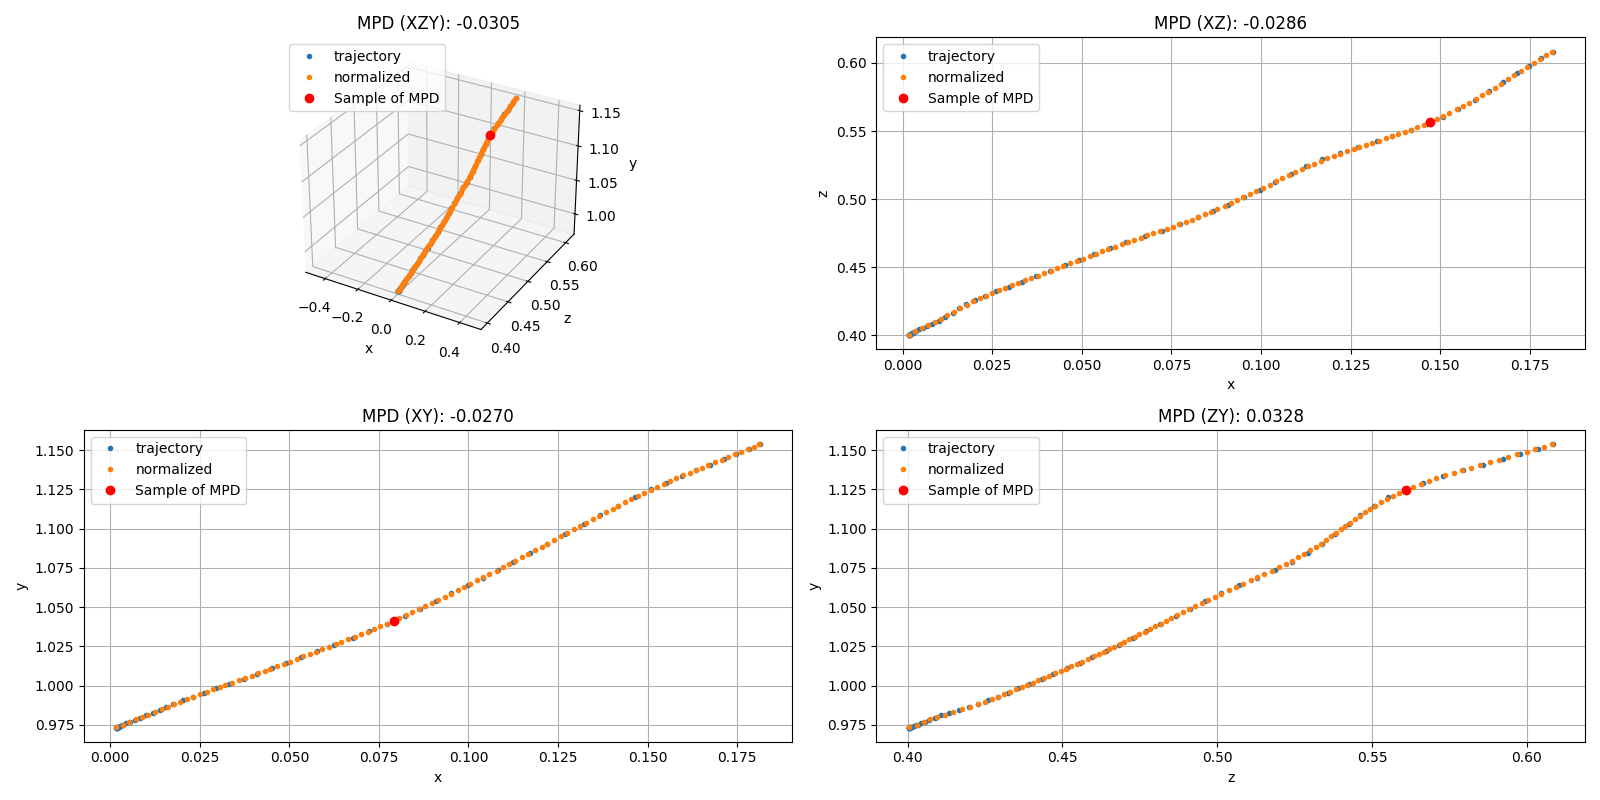 MPD (XZY): -0.0305
trajectory
normalized
Sample of MPD
1.15
1.10
1.05
1.00
y
0.60
0.55
0.50
0.45
0.40
z
−0.4
−0.2
0.0
0.2
0.4
x
MPD (XZ): -0.0286
trajectory
normalized
Sample of MPD
0.60
0.55
0.50
0.45
0.40
z
0.000
0.025
0.050
0.075
0.100
0.125
0.150
0.175
x
MPD (XY): -0.0270
trajectory
normalized
Sample of MPD
1.150
1.125
1.100
1.075
1.050
1.025
1.000
0.975
y
0.000
0.025
0.050
0.075
0.100
0.125
0.150
0.175
x
MPD (ZY): 0.0328
trajectory
normalized
Sample of MPD
1.150
1.125
1.100
1.075
1.050
1.025
1.000
0.975
y
0.40
0.45
0.50
0.55
0.60
z